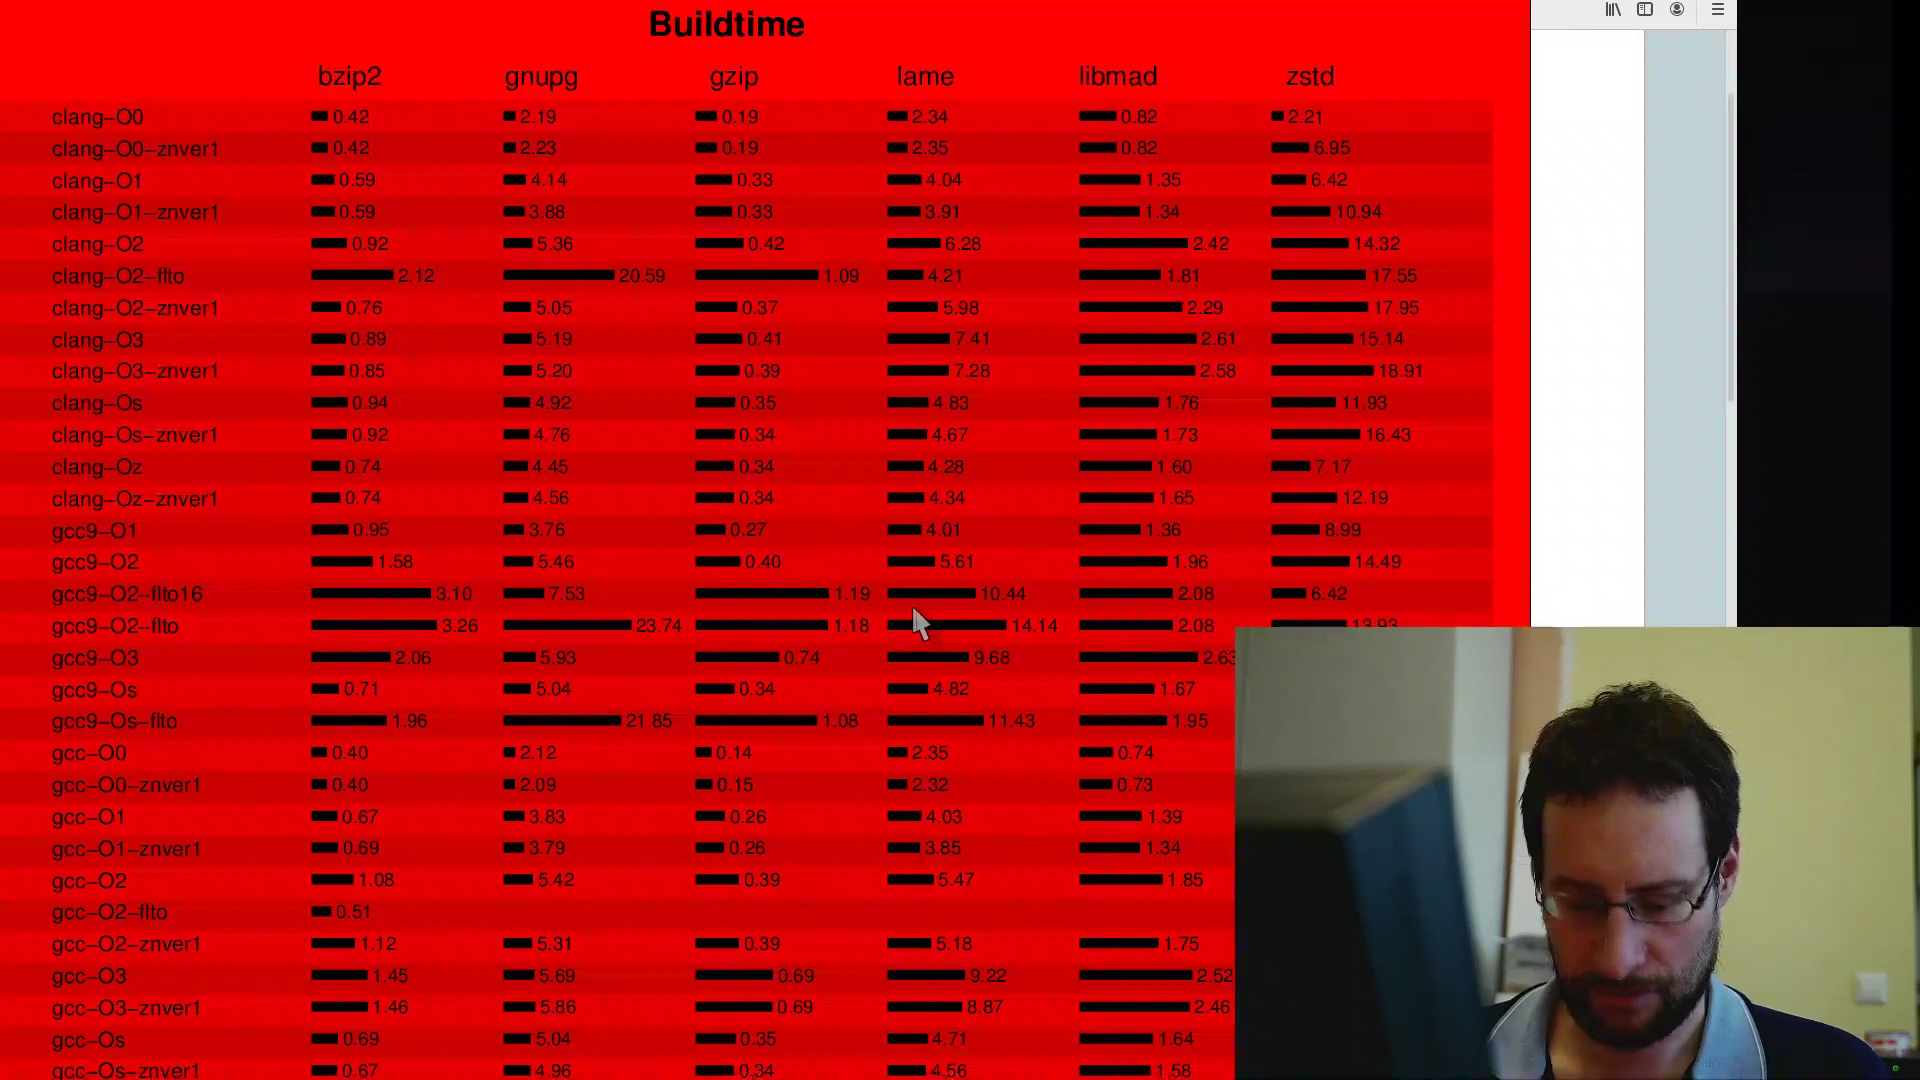 Buildtime
bzip2 gnupg gzip lame libmad zstd
clang–O0 0.42 2.19 0.19 2.34 0.82 2.21
clang–O0–znver1 0.42 2.23 0.19 2.35 0.82 6.95
clang–O1 0.59 4.14 0.33 4.04 1.35 6.42
clang–O1–znver1 0.59 3.88 0.33 3.91 1.34 10.94
clang–O2 0.92 5.36 0.42 6.28 2.42 14.32
clang–O2–flto 2.12 20.59 1.09 4.21 1.81 17.55
clang–O2–znver1 0.76 5.05 0.37 5.98 2.29 17.95
clang–O3 0.89 5.19 0.41 7.41 2.61 15.14
clang–O3–znver1 0.85 5.20 0.39 7.28 2.58 18.91
clang–Os 0.94 4.92 0.35 4.83 1.76 11.93
clang–Os–znver1 0.92 4.76 0.34 4.67 1.73 16.43
clang–Oz 0.74 4.45 0.34 4.28 1.60 7.17
clang–Oz–znver1 0.74 4.56 0.34 4.34 1.65 12.19
gcc9–O1 0.95 3.76 0.27 4.01 1.36 8.99
gcc9–O2 1.58 5.46 0.40 5.61 1.96 14.49
gcc9–O2–flto16 3.10 7.53 1.19 10.44 2.08 6.42
gcc9–O2–flto 3.26 23.74 1.18 14.14 2.08 13.93
gcc9–O3 2.06 5.93 0.74 9.68 2.63
gcc9–Os 0.71 5.04 0.34 4.82 1.67
gcc9–Os–flto 1.96 21.85 1.08 11.43 1.95
gcc–O0 0.40 2.12 0.14 2.35 0.74
gcc–O0–znver1 0.40 2.09 0.15 2.32 0.73
gcc–O1 0.67 3.83 0.26 4.03 1.39
gcc–O1–znver1 0.69 3.79 0.26 3.85 1.34
gcc–O2 1.08 5.42 0.39 5.47 1.85
gcc–O2–flto 0.51
gcc–O2–znver1 1.12 5.31 0.39 5.18 1.75
gcc–O3 1.45 5.69 0.69 9.22 2.52
gcc–O3–znver1 1.46 5.86 0.69 8.87 2.46
gcc–Os 0.69 5.04 0.35 4.71 1.64
gcc–Os–znver1 0.67 4.96 0.34 4.56 1.58